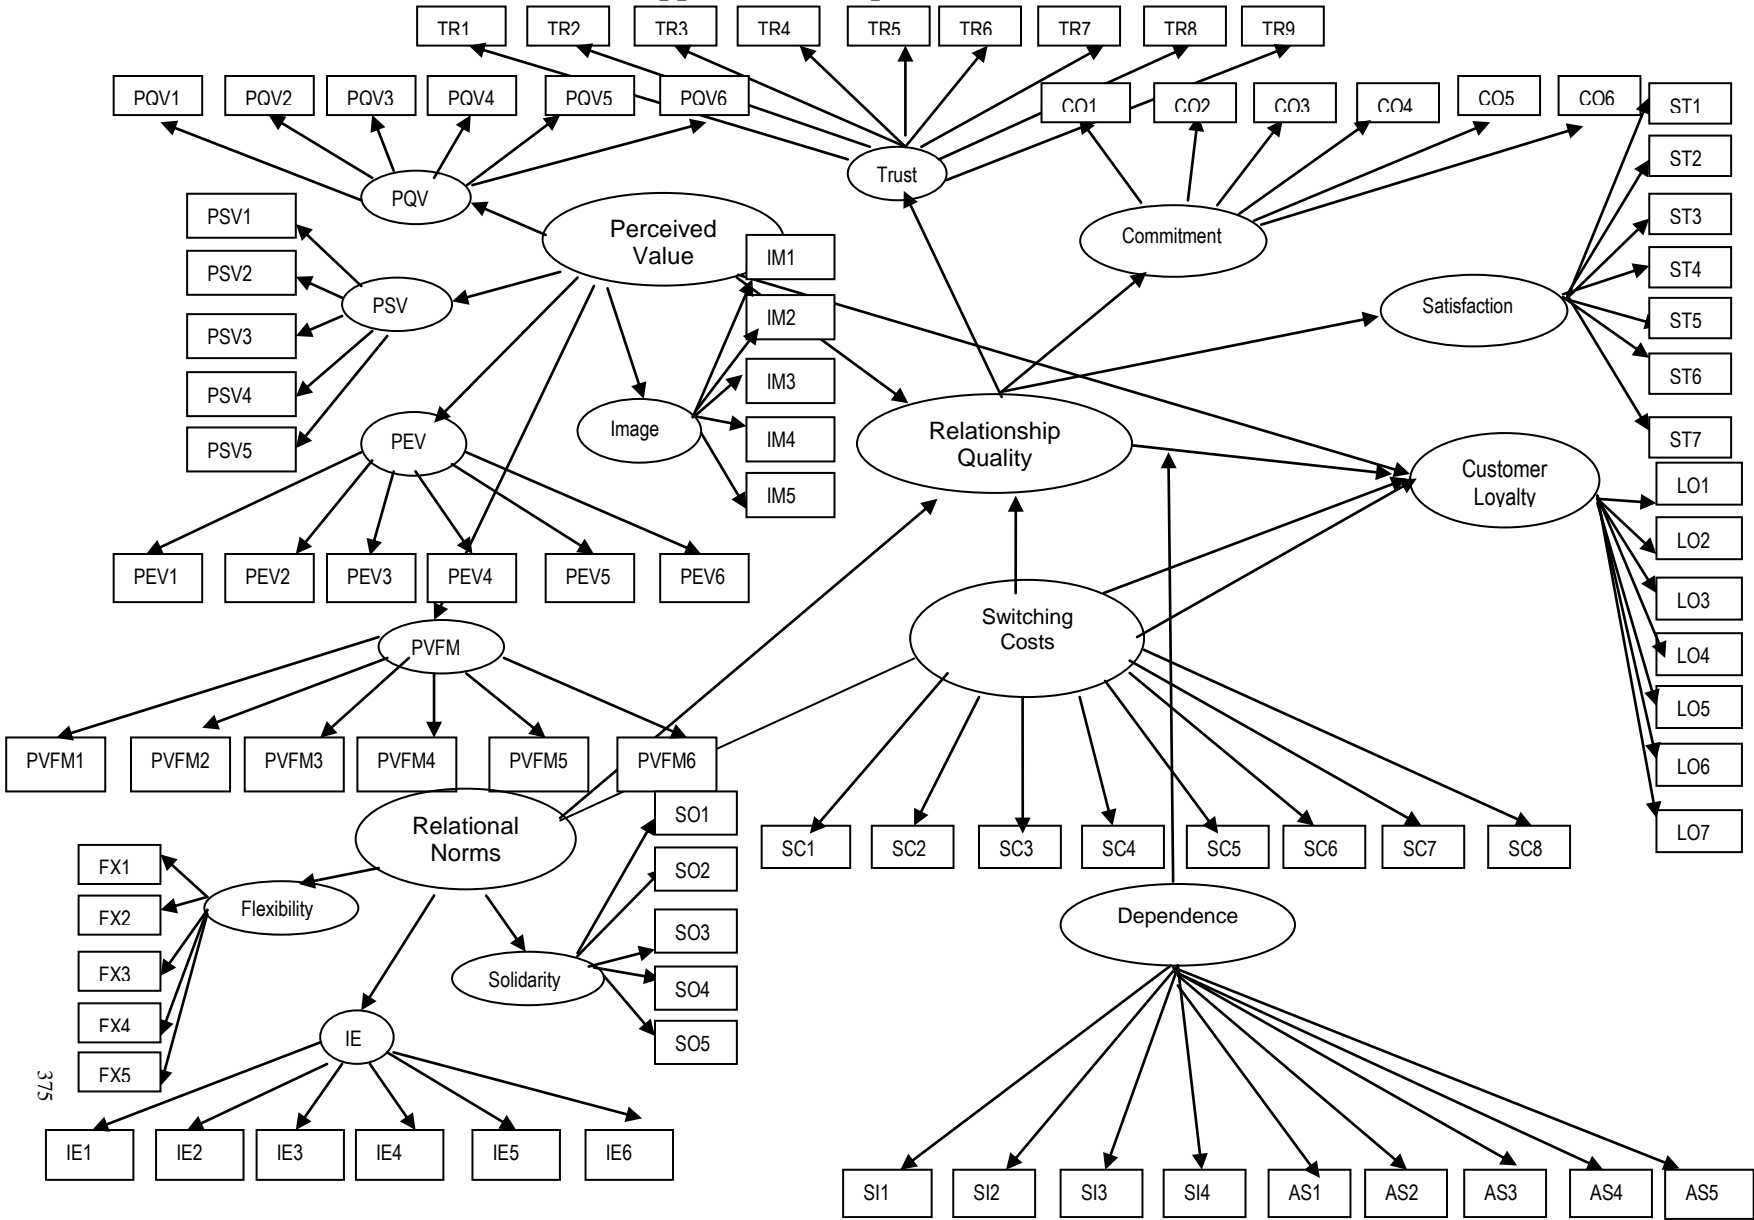 TR1
TR2
TR3
TR4
TR5
TR6
TR7
TR8
TR9
PQV1
PQV2
PQV3
PQV4
PQV5
PQV6
CO1
CO2
CO3
CO4
CO5
CO6
ST1
ST2
ST3
ST4
ST5
ST6
ST7
Trust
PQV
Commitment
Satisfaction
PSV1
PSV2
PSV3
PSV4
PSV5
PSV
Perceived
Value
IM1
IM2
IM3
IM4
IM5
Image
PEV
Relationship
Quality
Customer
Loyalty
LO1
LO2
LO3
LO4
LO5
LO6
LO7
PEV1
PEV2
PEV3
PEV4
PEV5
PEV6
Switching
Costs
PVFM
PVFM1
PVFM2
PVFM3
PVFM4
PVFM5
PVFM6
Relational
Norms
SO1
SO2
SO3
SO4
SO5
SC1
SC2
SC3
SC4
SC5
SC6
SC7
SC8
FX1
FX2
FX3
FX4
FX5
Flexibility
Solidarity
Dependence
IE
IE1
IE2
IE3
IE4
IE5
IE6
SI1
SI2
SI3
SI4
AS1
AS2
AS3
AS4
AS5
375